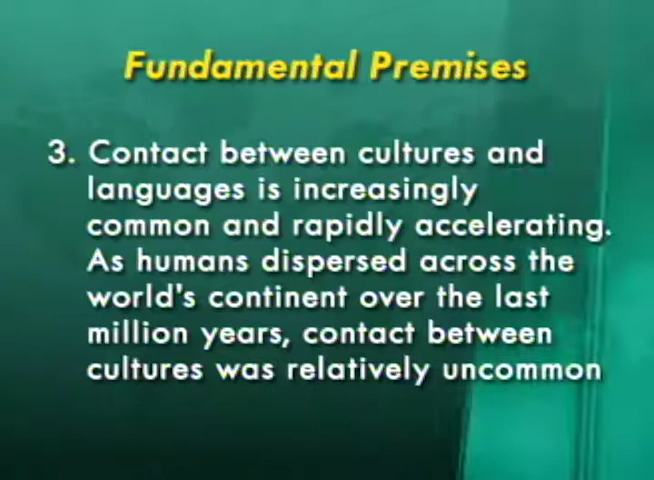 Fundamental Premises
3. Contact between cultures and
languages is increasingly
common and rapidly accelerating.
As humans dispersed across the
world's continent over the last
million years, contact between
cultures was relatively uncommon